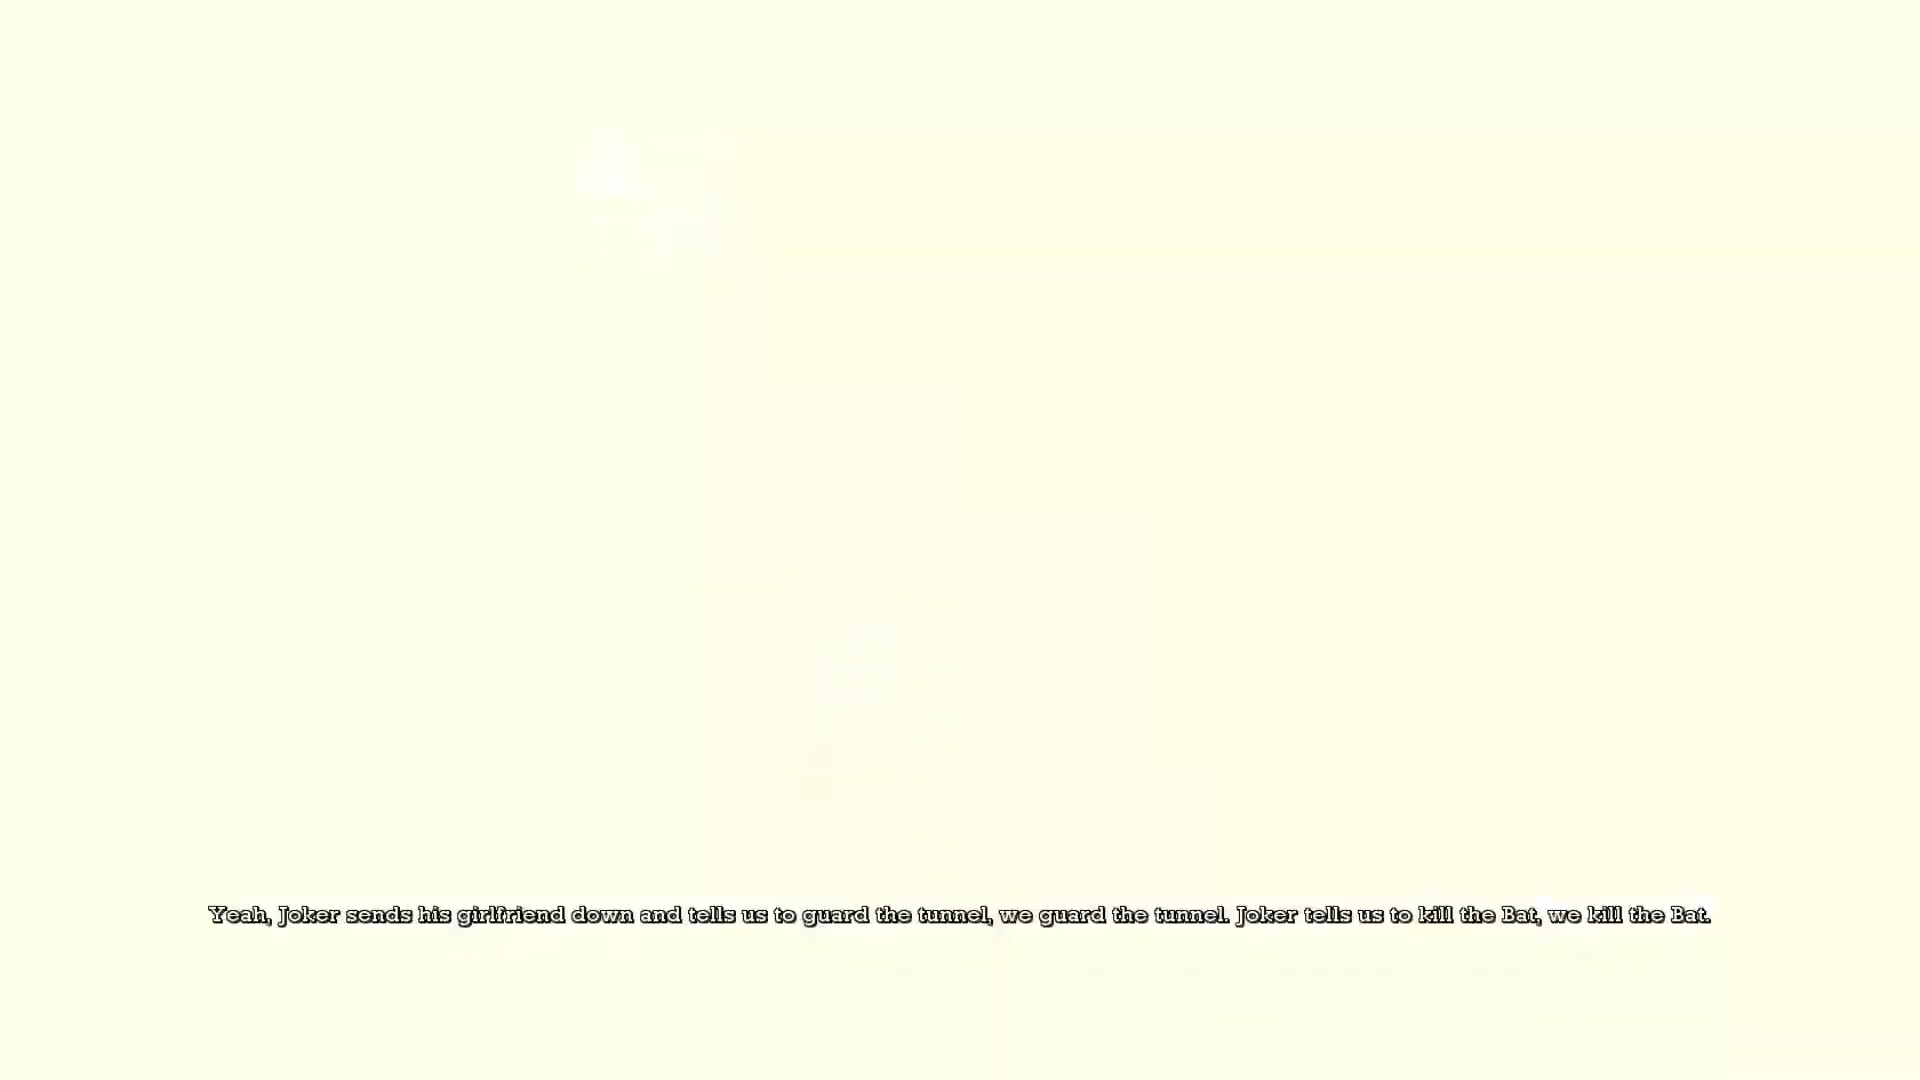 Yeah, Joker sends his girlfriend down and tells us to guard the tunnel, we guard the tunnel. Joker tells us to kill the Bat, we kill the Bat.